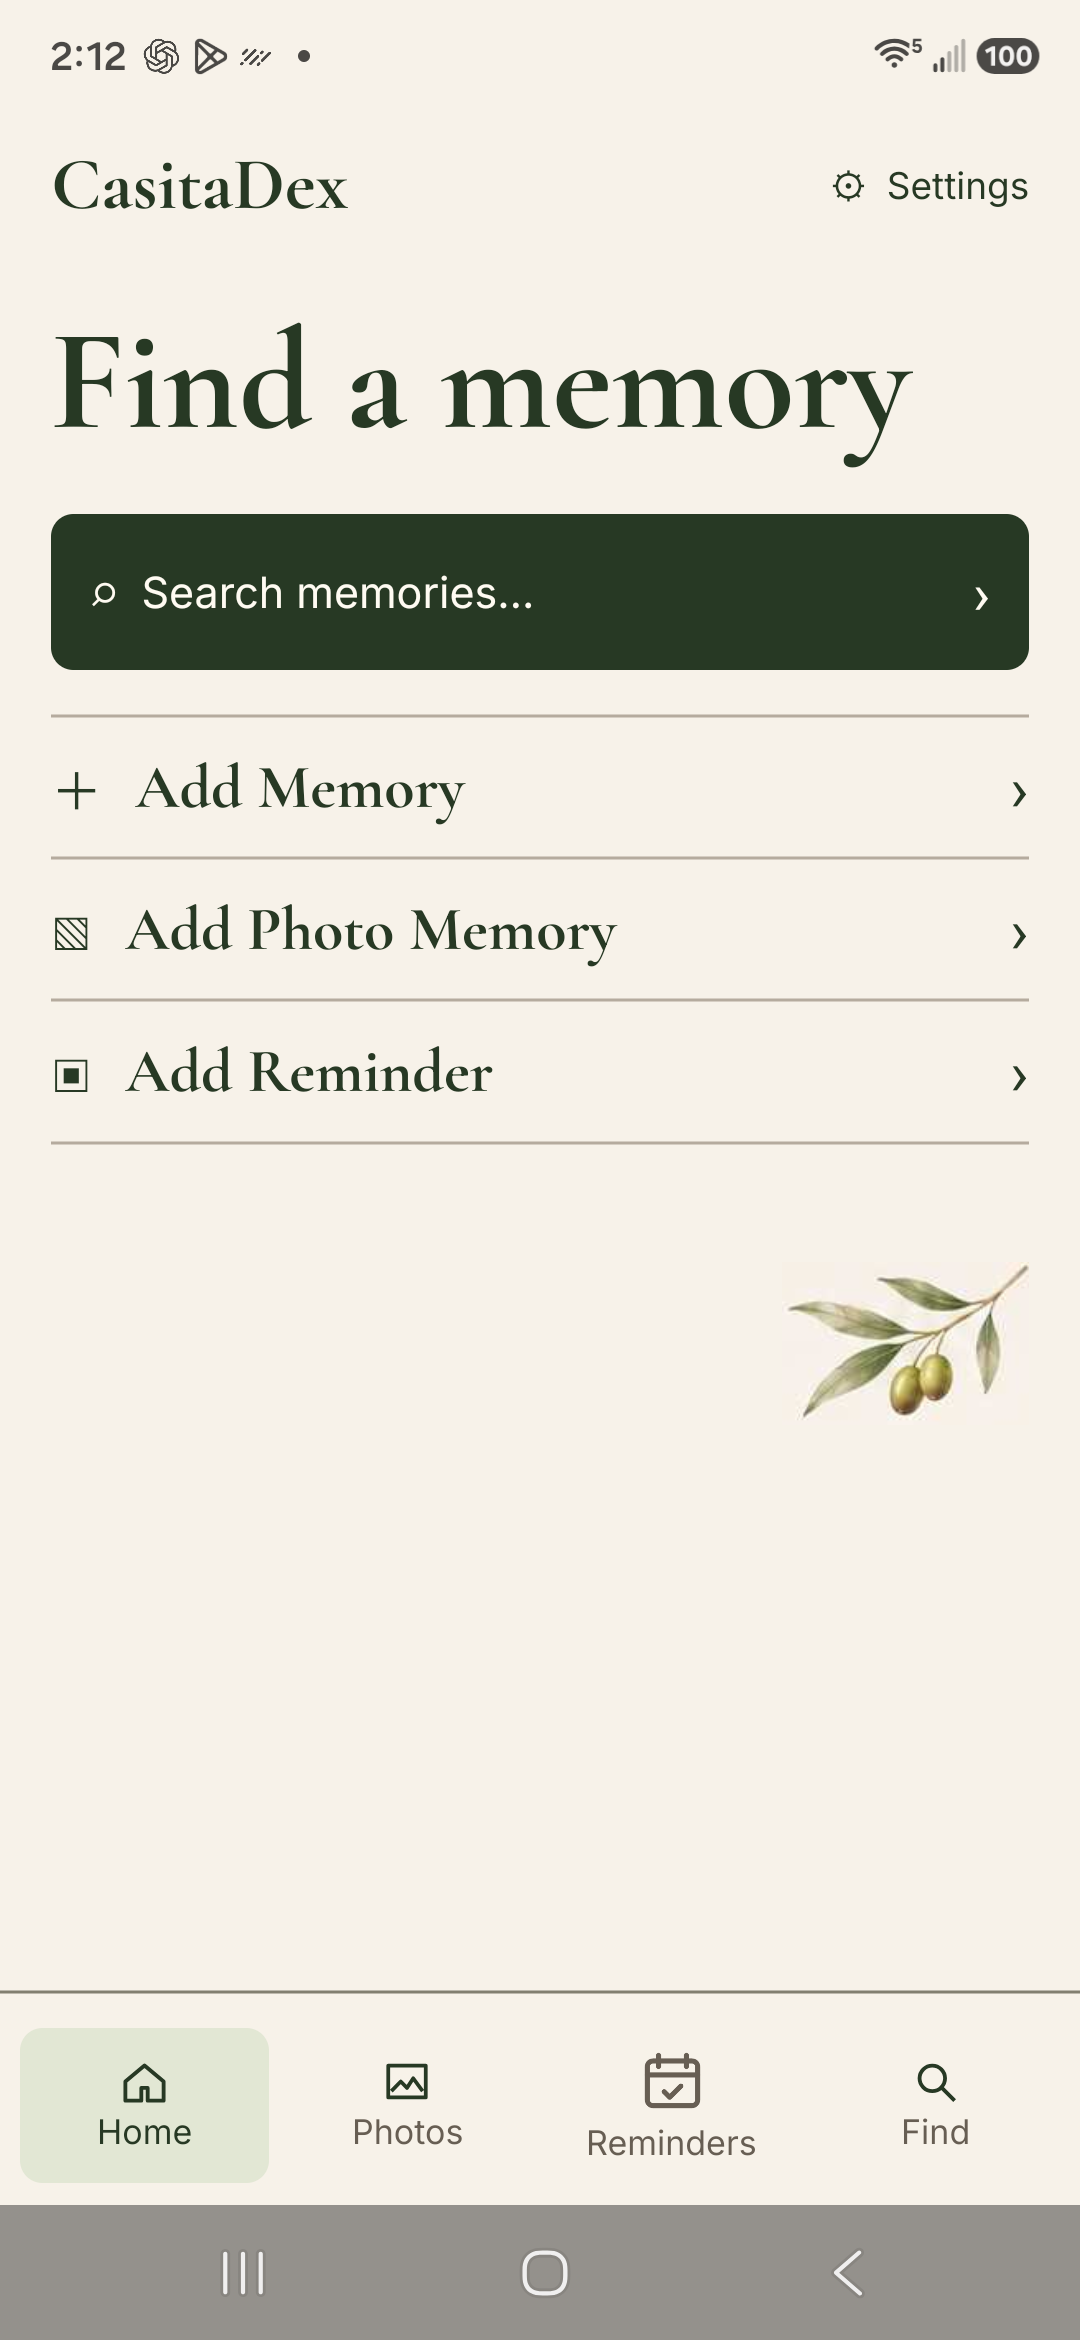 2:12
5
100
CasitaDex
Settings
Find a memory
Search memories...
Add Memory
Add Photo Memory
Add Reminder
Home
Photos
Reminders
Find